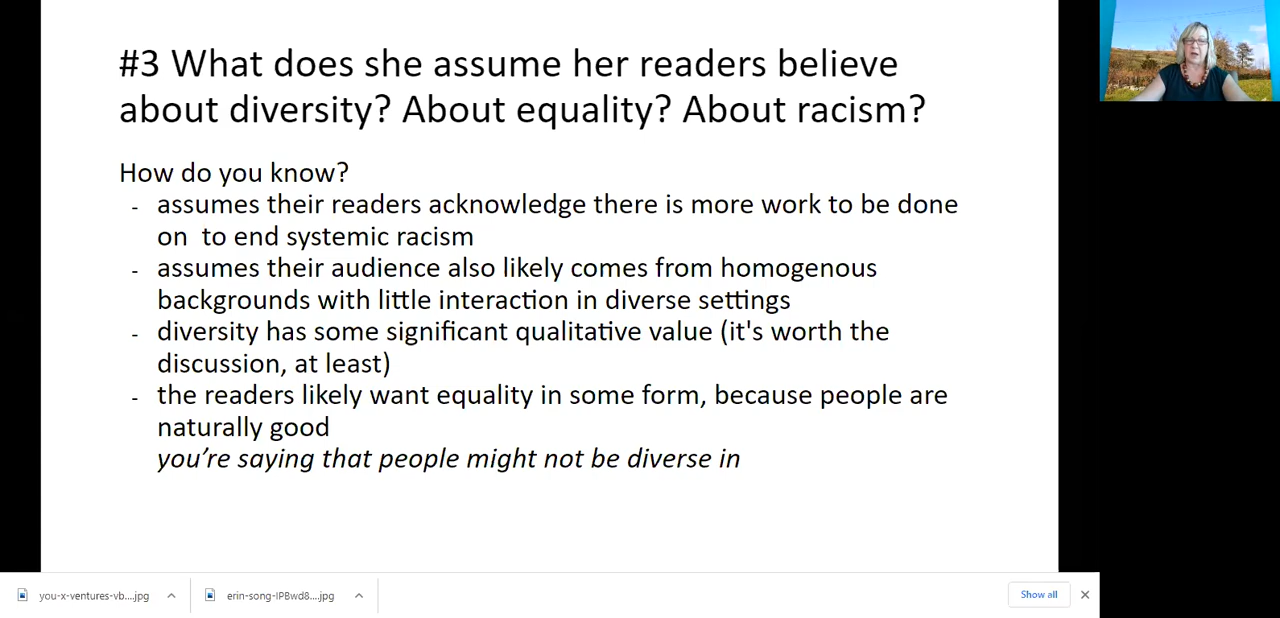 #3 What does she assume her readers believe
about diversity? About equality? About racism?
How do you know?
- assumes their readers acknowledge there is more work to be done
on  to end systemic racism
- assumes their audience also likely comes from homogenous
backgrounds with little interaction in diverse settings
- diversity has some significant qualitative value (it's worth the
discussion, at least)
- the readers likely want equality in some form, because people are
naturally good
you’re saying that people might not be diverse in
you-x-ventures-vb....jpg
erin-song-IPBwd8....jpg
Show all